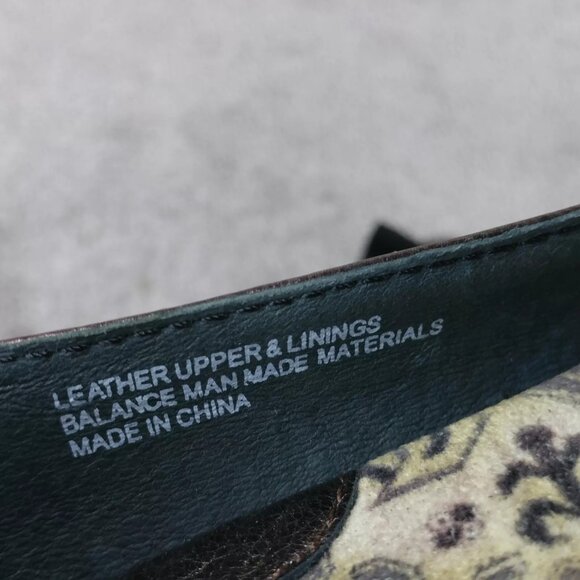 LEATHER UPPER & LININGS
BALANCE MAN MADE MATERIALS
MADE IN CHINA